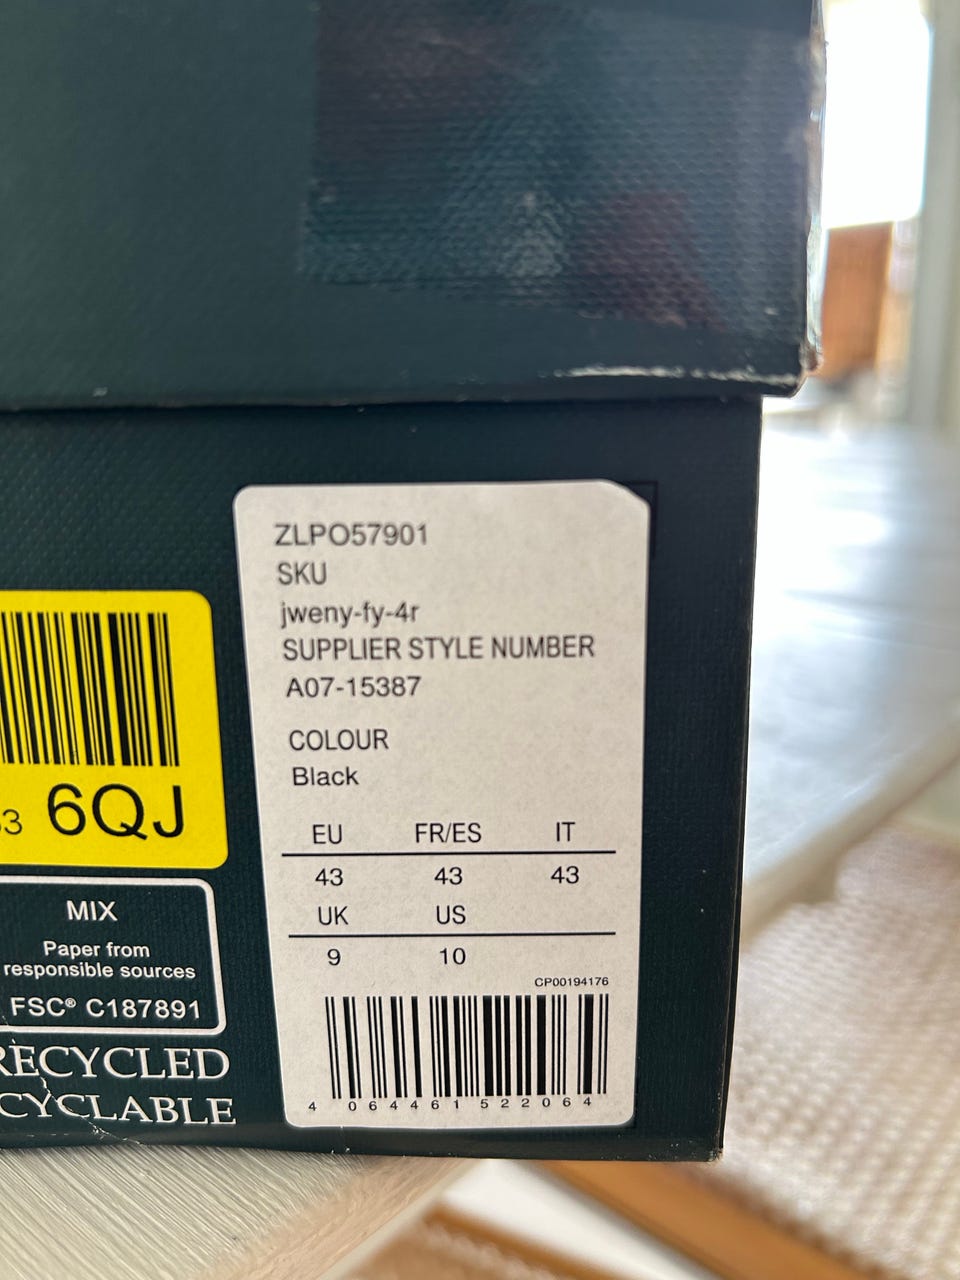 ZLPO57901
SKU
jweny-fy-4r
SUPPLIER STYLE NUMBER
A07-15387
COLOUR
Black
EU FR/ES IT
43 43 43
UK US
9 10
CP00194176
4 064461 522064
6QJ
MIX
Paper from
responsible sources
FSC® C187891
RECYCLED